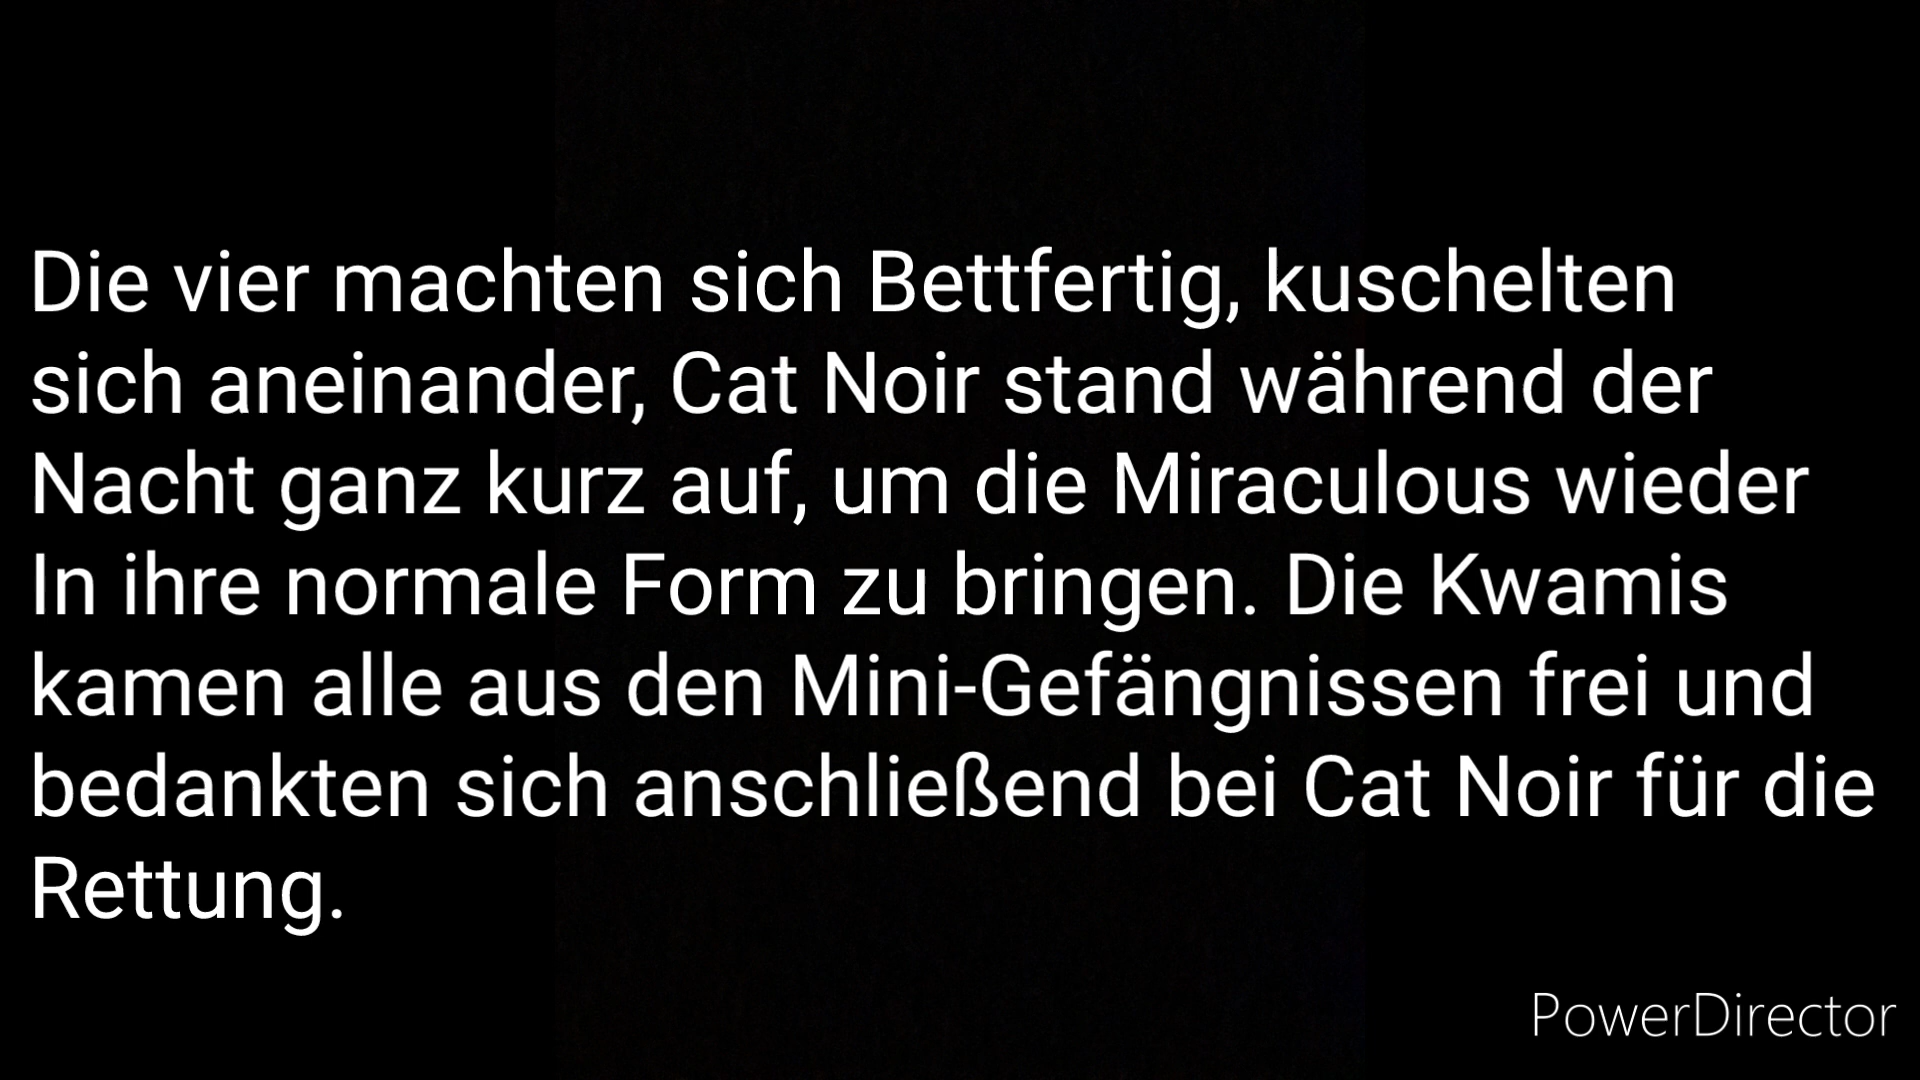 Die vier machten sich Bettfertig, kuschelten
sich aneinander, Cat Noir stand während der
Nacht ganz kurz auf, um die Miraculous wieder
In ihre normale Form zu bringen. Die Kwamis
kamen alle aus den Mini-Gefängnissen frei und
bedankten sich anschließend bei Cat Noir für die
Rettung.
PowerDirector